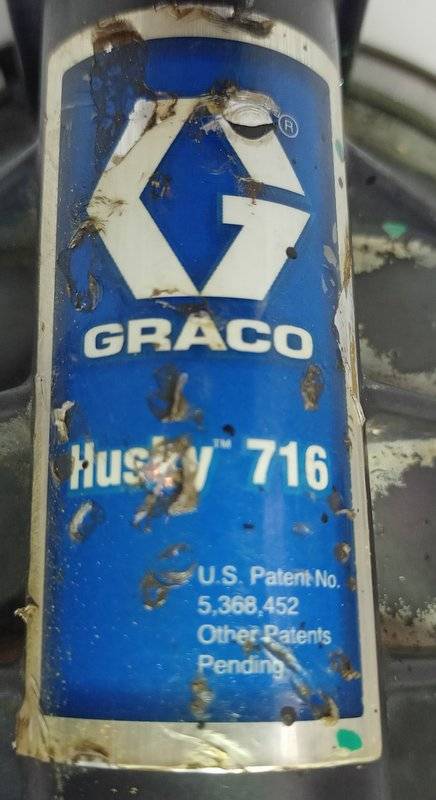 ®
GRACO
Husky™ 716
U.S. Patent No.
5,368,452
Other Patents
Pending